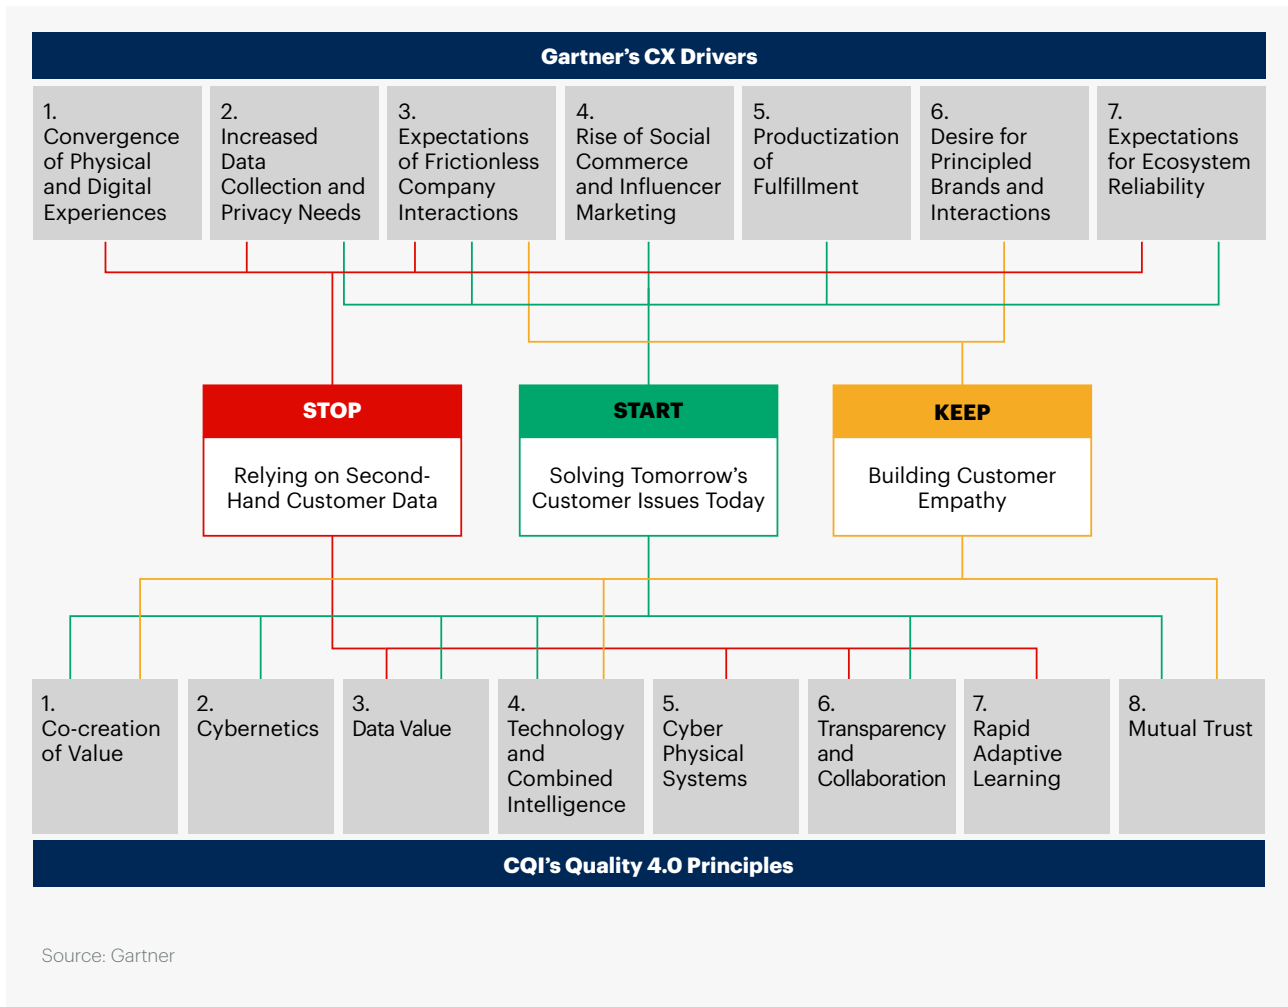 Gartner's CX Drivers
1.
Convergence
of Physical
and Digital
Experiences
2.
Increased
Data
Collection and
Privacy Needs
3.
Expectations
of Frictionless
Company
Interactions
4.
Rise of Social
Commerce
and Influencer
Marketing
5.
Productization
of
Fulfillment
6.
Desire for
Principled
Brands and
Interactions
7.
Expectations
for Ecosystem
Reliability
STOP
Relying on Second-
Hand Customer Data
START
Solving Tomorrow's
Customer Issues Today
KEEP
Building Customer
Empathy
1.
Co-creation
of Value
2.
Cybernetics
3.
Data Value
4.
Technology
and
Combined
Intelligence
5.
Cyber
Physical
Systems
6.
Transparency
and
Collaboration
7.
Rapid
Adaptive
Learning
8.
Mutual Trust
CQI's Quality 4.0 Principles
Source: Gartner